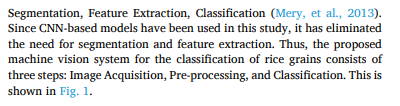 Segmentation, Feature Extraction, Classification (Mery, et al., 2013).
Since CNN-based models have been used in this study, it has eliminated
the need for segmentation and feature extraction. Thus, the proposed
machine vision system for the classification of rice grains consists of
three steps: Image Acquisition, Pre-processing, and Classification. This is
shown in Fig. 1.